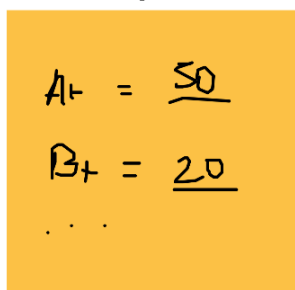 A+ = 50
B+ = 20
. . .